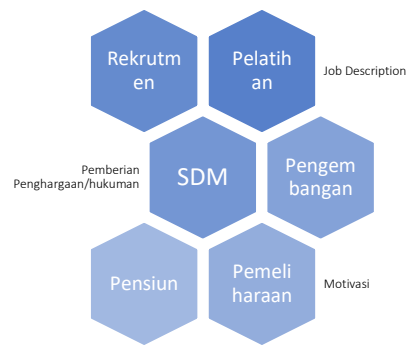 Rekrutm
en
Pelatih
an
Job Description
Pemberian
Penghargaan/hukuman
SDM
Pengem
bangan
Pensiun
Pemeli
haraan
Motivasi